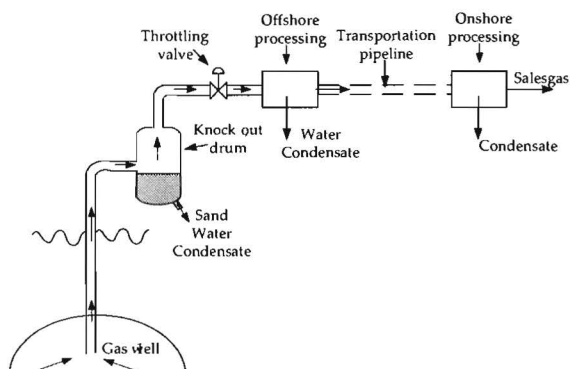 Offshore
processing
Onshore
processing
Throttling
valve
Transportation
pipeline
Salesgas
Knock out
drum
Water
Condensate
Condensate
Sand
Water
Condensate
Gas well